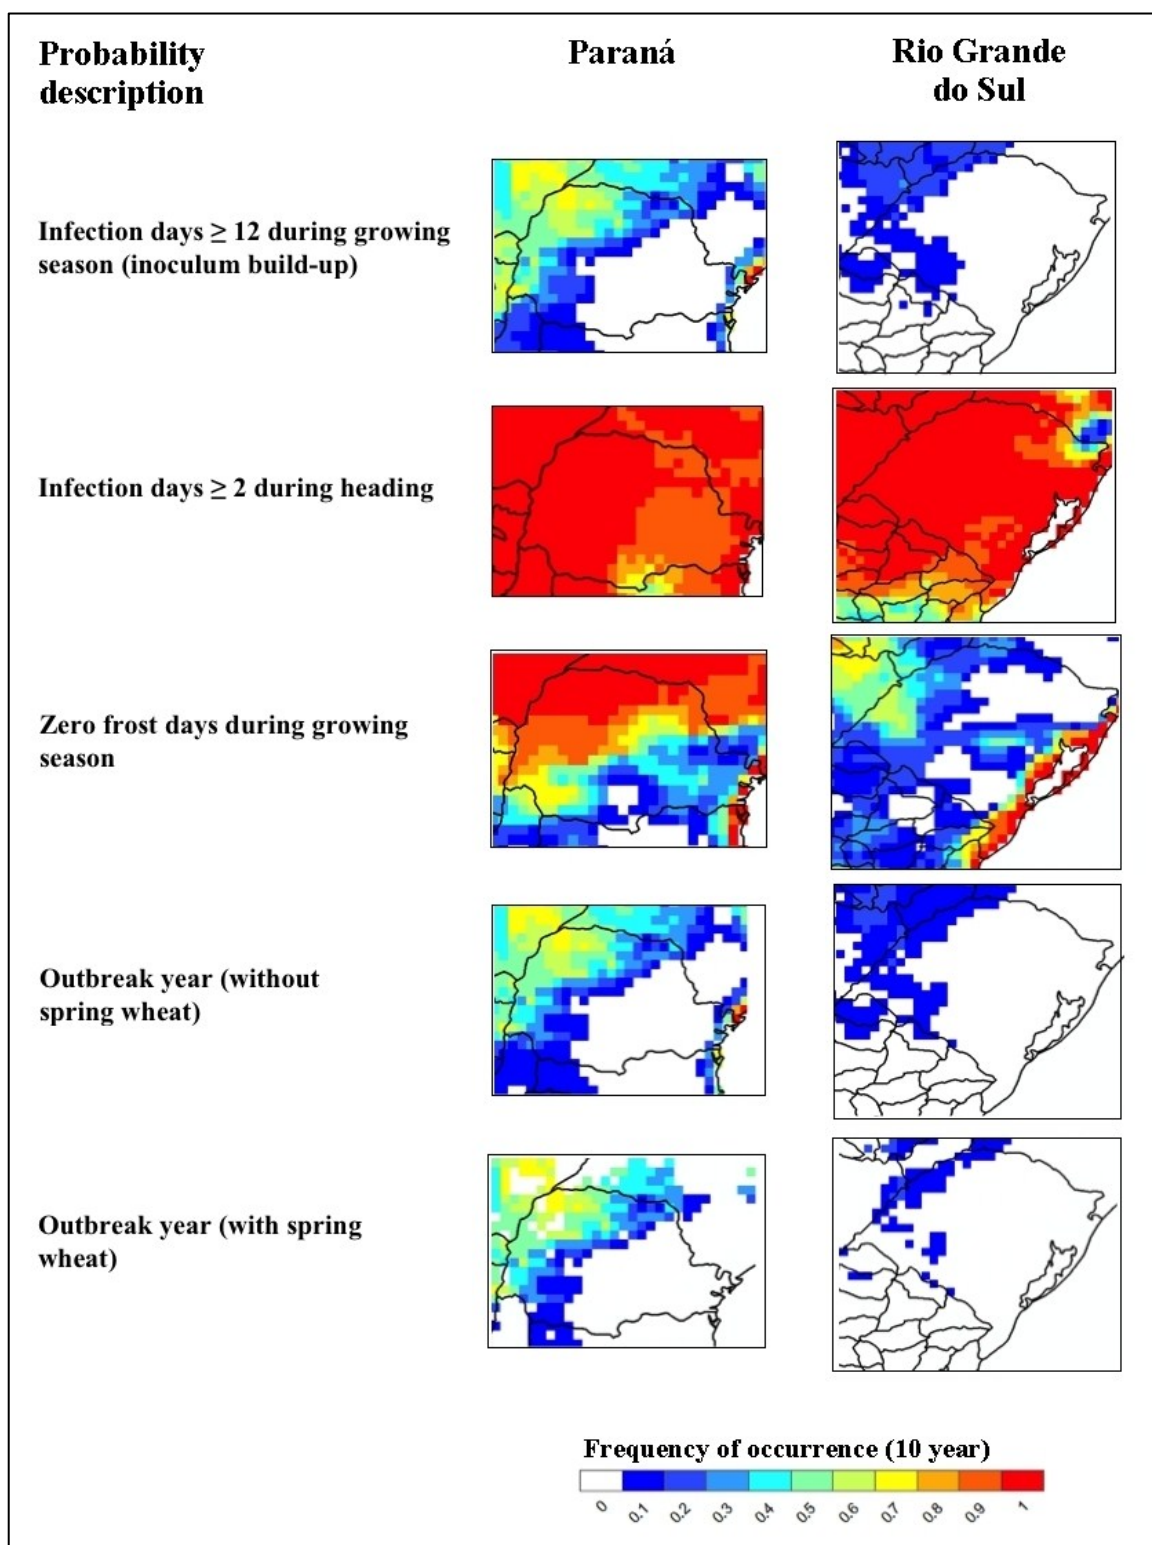 Probability
description
Paraná
Rio Grande
do Sul
Infection days ≥ 12 during growing
season (inoculum build-up)
Infection days ≥ 2 during heading
Zero frost days during growing
season
Outbreak year (without
spring wheat)
Outbreak year (with spring
wheat)
Frequency of occurrence (10 year)
0 0.1 0.2 0.3 0.4 0.5 0.6 0.7 0.8 0.9 1